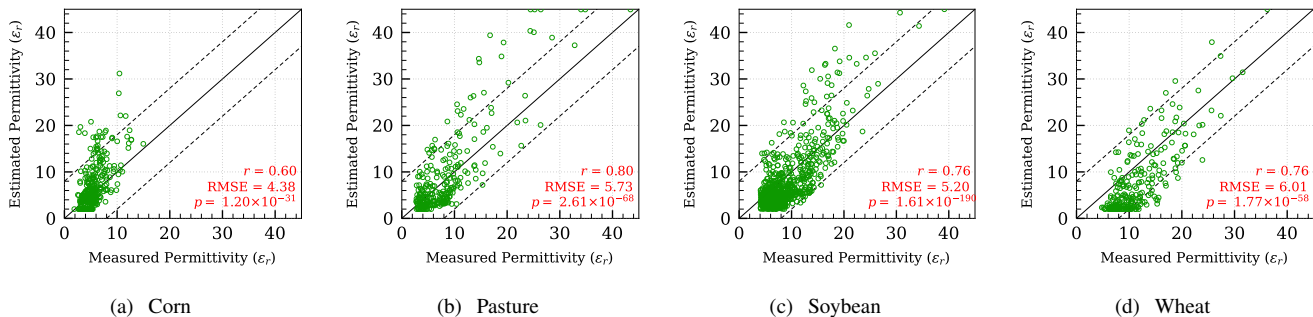 Estimated Permittivity (εr)
40
30
20
10
0
0 10 20 30 40
Measured Permittivity (εr)
r = 0.60
RMSE = 4.38
p = 1.20×10⁻³¹
(a) Corn
Estimated Permittivity (εr)
40
30
20
10
0
0 10 20 30 40
Measured Permittivity (εr)
r = 0.80
RMSE = 5.73
p = 2.61×10⁻⁶⁸
(b) Pasture
Estimated Permittivity (εr)
40
30
20
10
0
0 10 20 30 40
Measured Permittivity (εr)
r = 0.76
RMSE = 5.20
p = 1.61×10⁻¹⁹⁰
(c) Soybean
Estimated Permittivity (εr)
40
30
20
10
0
0 10 20 30 40
Measured Permittivity (εr)
r = 0.76
RMSE = 6.01
p = 1.77×10⁻⁵⁸
(d) Wheat